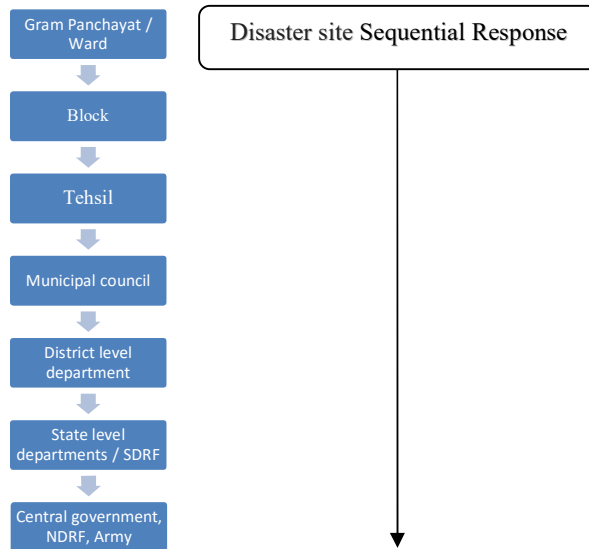 Gram Panchayat /
Ward
Disaster site Sequential Response
Block
Tehsil
Municipal council
District level
department
State level
departments / SDRF
Central government,
NDRF, Army